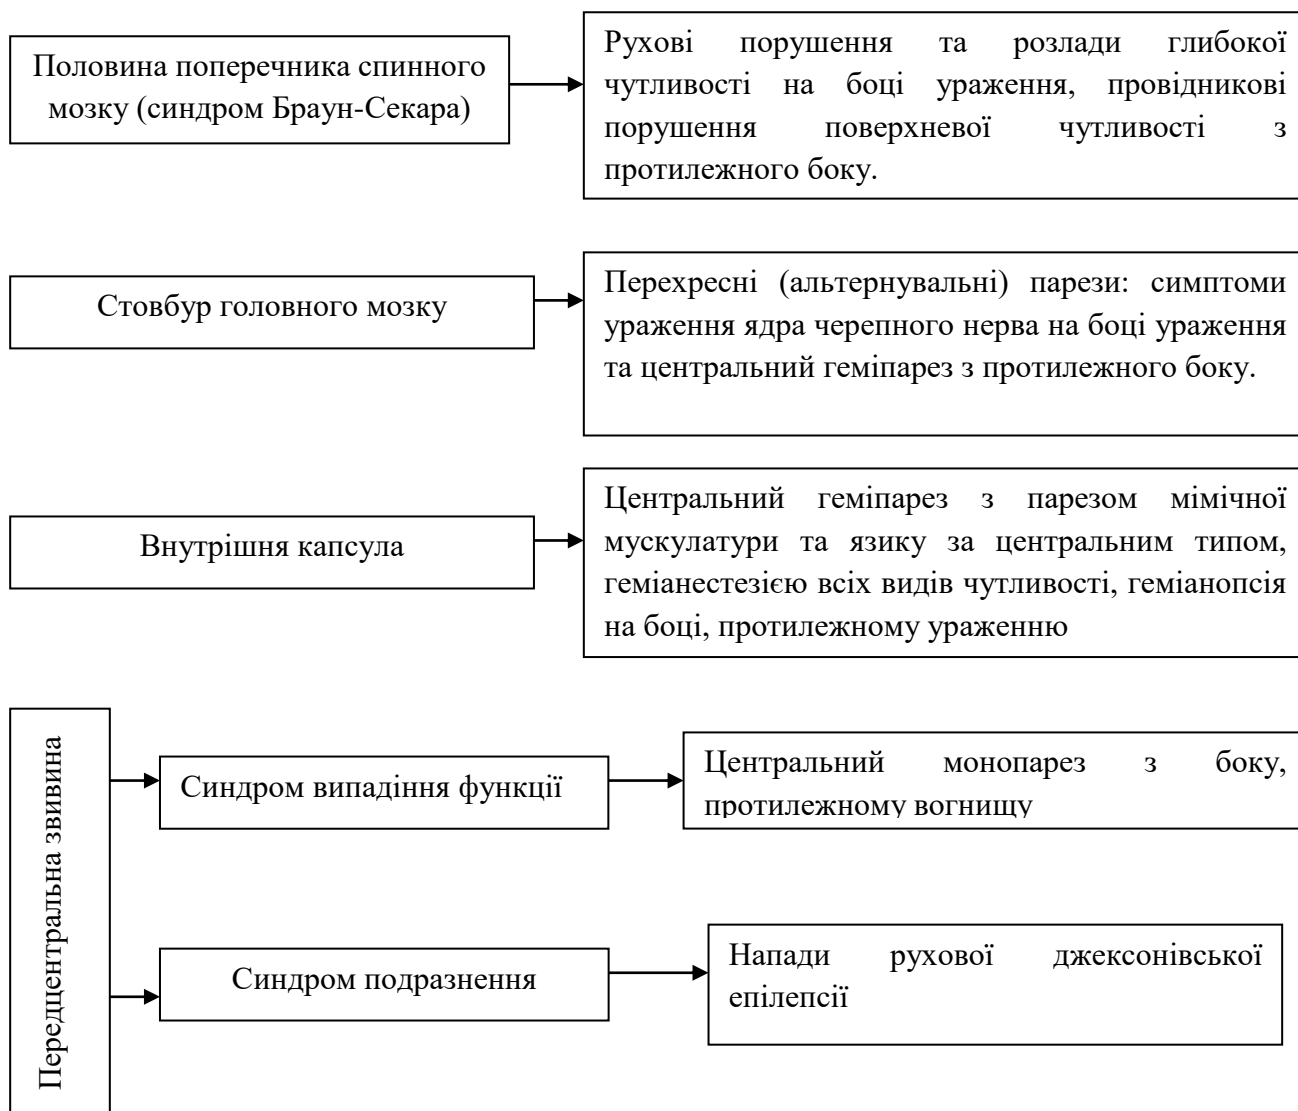 Половина поперечника спинного
мозку (синдром Браун-Секара)
Рухові порушення та розлади глибокої
чутливості на боці ураження, провідникові
порушення поверхневої чутливості з
протилежного боку.
Стовбур головного мозку
Перехресні (альтернувальні) парези: симптоми
ураження ядра черепного нерва на боці ураження
та центральний геміпарез з протилежного боку.
Внутрішня капсула
Центральний геміпарез з парезом мімічної
мускулатури та язику за центральним типом,
геміанестезією всіх видів чутливості, геміанопсія
на боці, протилежному ураженню
Передцентральна звивина
Синдром випадіння функції
Центральний монопарез з боку,
протилежному вогнищу
Синдром подразнення
Напади рухової джексонівської
епілепсії